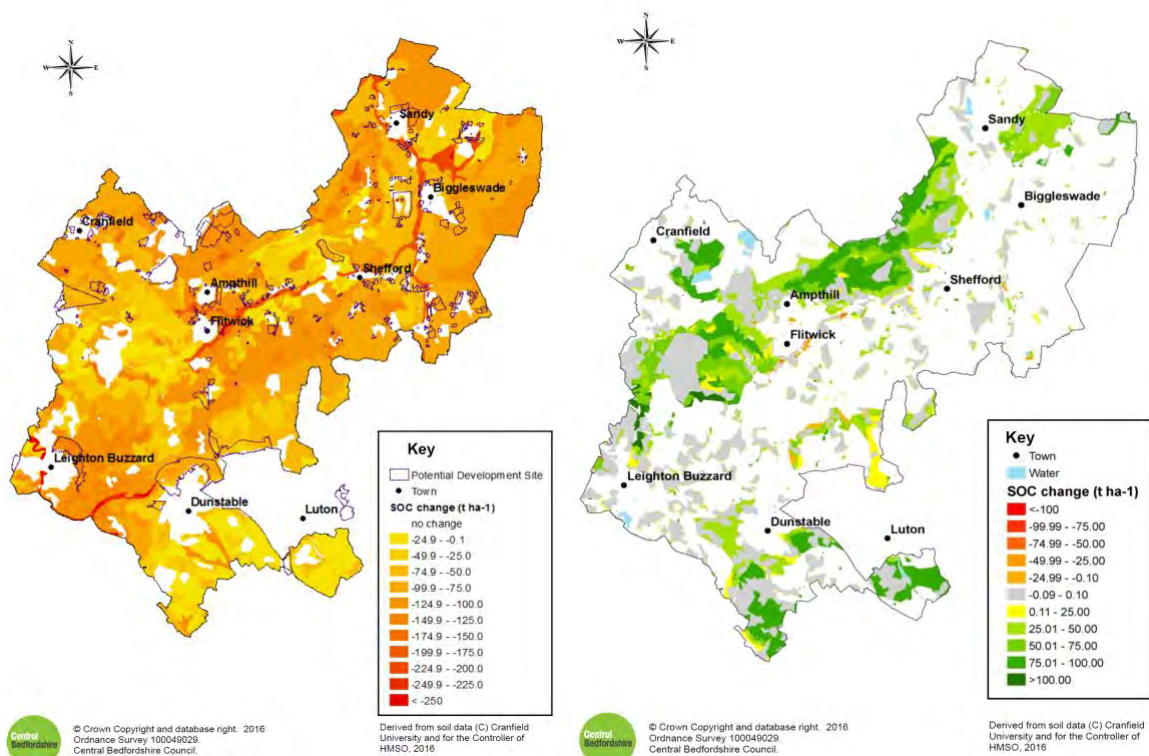 N
W E
S
Sandy
Biggleswade
Cranfield
Shefford
Ampthill
Flitwick
Leighton Buzzard
Dunstable
Luton
Key
Potential Development Site
Town
SOC change (t ha-1)
no change
-24.9 - -0.1
-49.9 - -25.0
-74.9 - -50.0
-99.9 - -75.0
-124.9 - -100.0
-149.9 - -125.0
-174.9 - -150.0
-199.9 - -175.0
-224.9 - -200.0
-249.9 - -225.0
< -250
Central
Bedfordshire
© Crown Copyright and database right. 2016
Ordnance Survey 100049029.
Central Bedfordshire Council.
Derived from soil data (C) Cranfield
University and for the Controller of
HMSO, 2016
N
W E
S
Sandy
Biggleswade
Cranfield
Shefford
Ampthill
Flitwick
Leighton Buzzard
Dunstable
Luton
Key
Town
Water
SOC change (t ha-1)
<-100
-99.99 - -75.00
-74.99 - -50.00
-49.99 - -25.00
-24.99 - -0.10
-0.09 - 0.10
0.11 - 25.00
25.01 - 50.00
50.01 - 75.00
75.01 - 100.00
>100.00
Central
Bedfordshire
© Crown Copyright and database right. 2016
Ordnance Survey 100049029.
Central Bedfordshire Council.
Derived from soil data (C) Cranfield
University and for the Controller of
HMSO, 2016